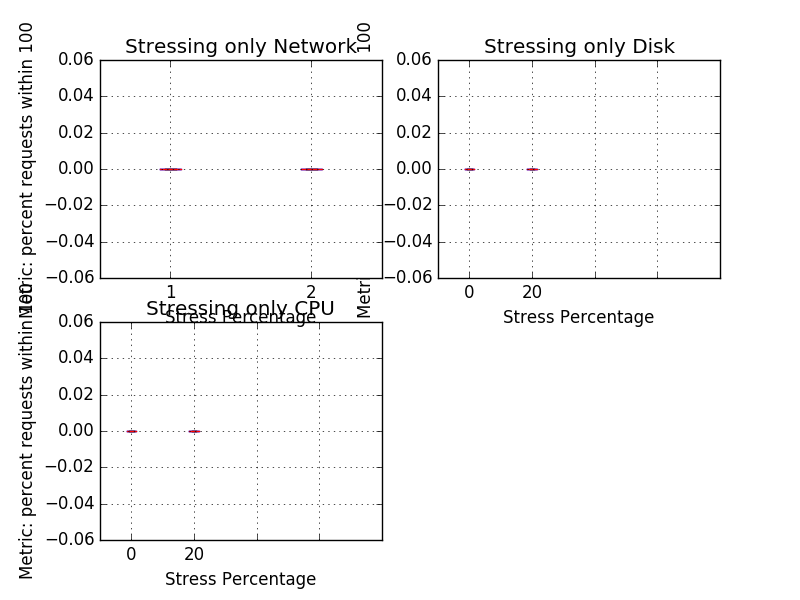 Stressing only Network
Metric: percent requests within 100
0.06
0.04
0.02
0.00
−0.02
−0.04
−0.06
1 2
Stress Percentage
Stressing only Disk
Metri 100
0.06
0.04
0.02
0.00
−0.02
−0.04
−0.06
0 20
Stress Percentage
Stressing only CPU
Metric: percent requests within 100
0.06
0.04
0.02
0.00
−0.02
−0.04
−0.06
0 20
Stress Percentage